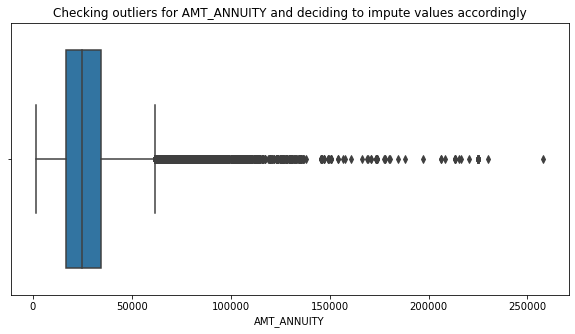 Checking outliers for AMT_ANNUITY and deciding to impute values accordingly
0 50000 100000 150000 200000 250000
AMT_ANNUITY